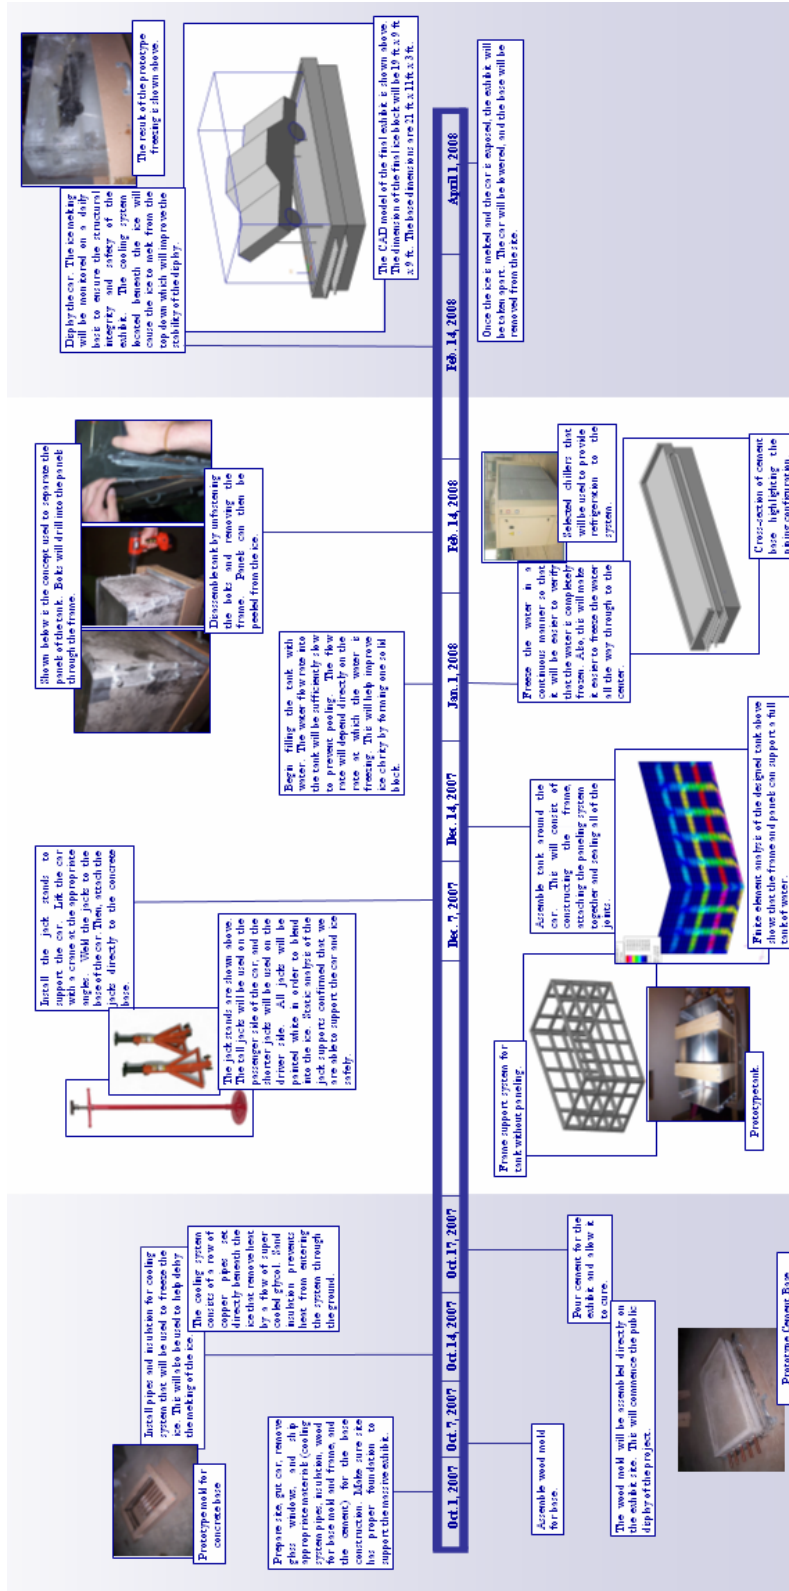 Prototype mold for
concrete base
Install pipes and insulation for cooling
system that will be used to freeze the
ice. This will also be used to help delay
the melting of the ice.
The cooling system
consists of a row of
copper pipes set
directly beneath the
ice that remove heat
by a flow of super
cooled glycol. Sand
insulation prevents
heat from entering
the system through
the ground.
Prepare site, gut car, remove
glass windows, and ship
appropriate materials (cooling
system pipes, insulation, wood
for base mold and frame, and
the cement) for the base
construction. Make sure site
has proper foundation to
support the massive exhibit.
Install the jack stands to
support the car. Lift the car
with a crane at the appropriate
angles. Weld the jacks to the
base of the car. Then, attach the
jacks directly to the concrete
base.
The jack stands are shown above.
The tall jacks will be used on the
passenger side of the car, and the
shorter jacks will be used on the
driver side. All jacks will be
painted white in order to blend
into the ice. Static analysis of the
jack supports confirmed that we
are able to support the car and ice
safely.
Shown below is the concept used to separate the
panels of the tank. Bolts will drill into the panels
through the frame.
Disassemble tank by unfastening
the bolts and removing the
frame. Panels can then be
peeled from the ice.
Begin filling the tank with
water. The water flow rate into
the tank will be sufficiently slow
to prevent pooling. The flow
rate will depend directly on the
rate at which the water is
freezing. This will help improve
ice clarity by forming one solid
block.
The result of the prototype
freezing is shown above.
Display the car. The ice melting
will be monitored on a daily
basis to ensure the structural
integrity and safety of the
exhibit. The cooling system
located beneath the ice will
cause the ice to melt from the
top down which will improve the
stability of the display.
The CAD model of the final exhibit is shown above.
The dimension of the final ice block will be 19 ft x 9 ft
x 9 ft. The base dimensions are 21 ft x 11ft x 3 ft.
Oct. 1, 2007 Oct. 7, 2007 Oct. 14, 2007 Oct. 17, 2007 Dec. 7, 2007 Dec. 14, 2007 Jan. 1, 2008 Feb. 14, 2008 Feb. 14, 2008 April 1, 2008
Assemble wood mold
for base.
The wood mold will be assembled directly on
the exhibit site. This will commence the public
display of the project.
Pour cement for the
exhibit and allow it
to cure.
Prototype Cement Base
Frame support system for
tank without paneling.
Prototype tank.
Assemble tank around the
car. This will consist of
constructing the frame,
attaching the paneling system
together and sealing all of the
joints.
Finite element analysis of the designed tank above
shows that the frame and panels can support a full
tank of water.
Freeze the water in a
continuous manner so that
it will be easier to verify
that the water is completely
frozen. Also, this will make
it easier to freeze the water
all the way through to the
center.
Selected chillers that
will be used to provide
refrigeration to the
system.
Cross-section of cement
base highlighting the
piping configuration.
Once the ice is melted and the car is exposed, the exhibit will
be taken apart. The car will be lowered, and the base will be
removed from the site.